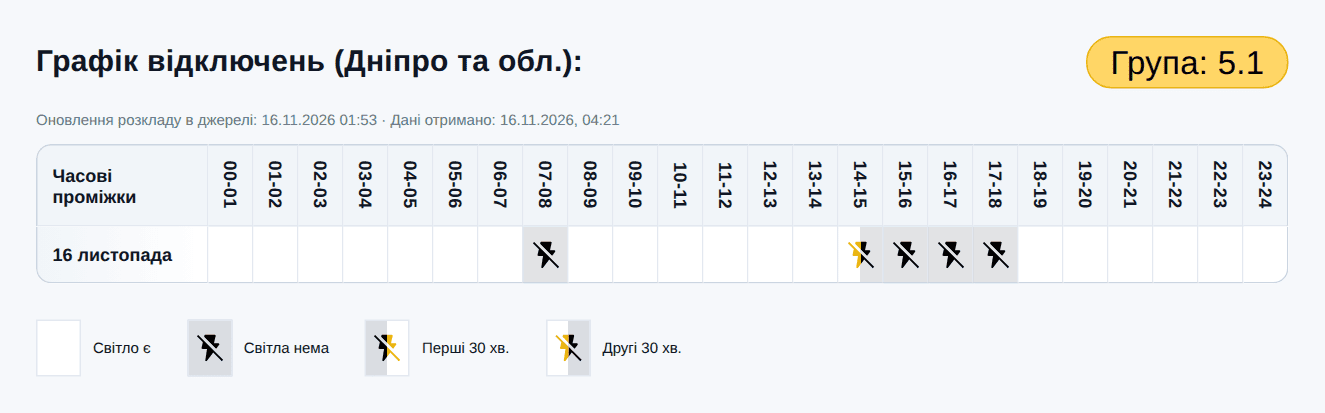 Графік відключень (Дніпро та обл.):
Група: 5.1
Оновлення розкладу в джерелі: 16.11.2026 01:53 · Дані отримано: 16.11.2026, 04:21
Часові
проміжки
00-01
01-02
02-03
03-04
04-05
05-06
06-07
07-08
08-09
09-10
10-11
11-12
12-13
13-14
14-15
15-16
16-17
17-18
18-19
19-20
20-21
21-22
22-23
23-24
16 листопада
Світло є
Світла нема
Перші 30 хв.
Другі 30 хв.